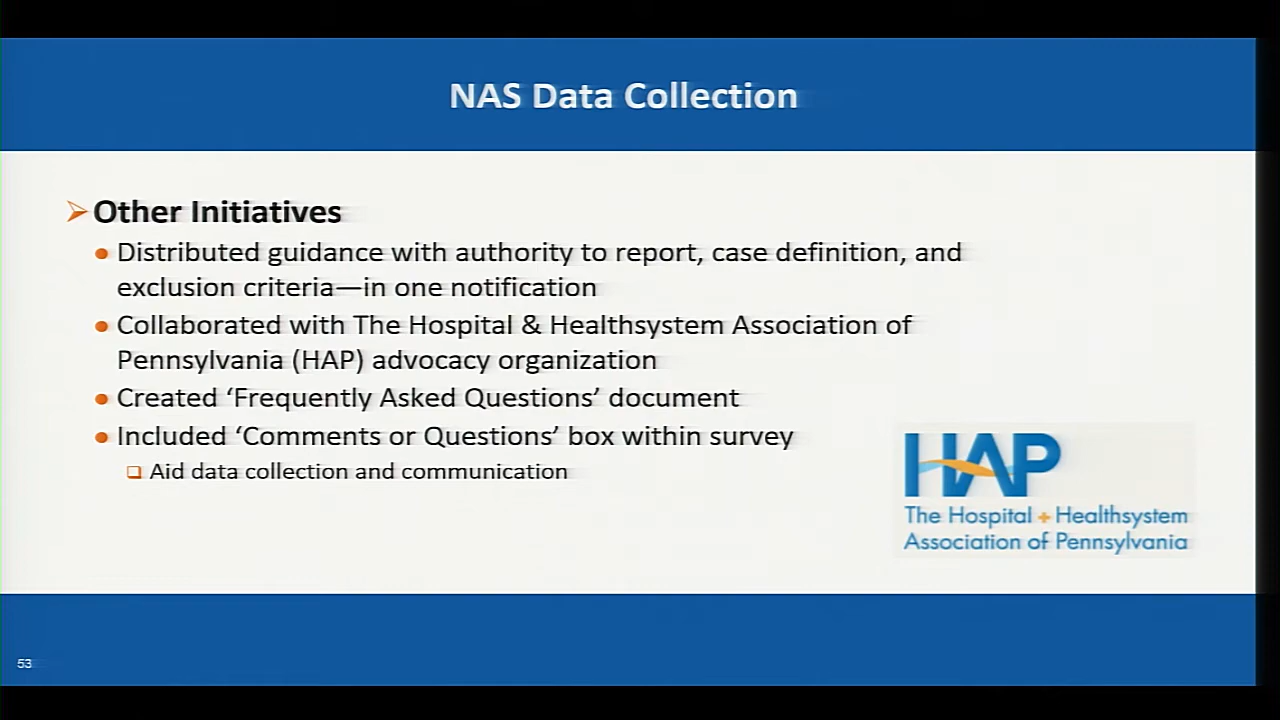 NAS Data Collection
Other Initiatives
Distributed guidance with authority to report, case definition, and
exclusion criteria—in one notification
Collaborated with The Hospital & Healthsystem Association of
Pennsylvania (HAP) advocacy organization
Created ‘Frequently Asked Questions’ document
Included ‘Comments or Questions’ box within survey
Aid data collection and communication
HAP
The Hospital + Healthsystem
Association of Pennsylvania
53